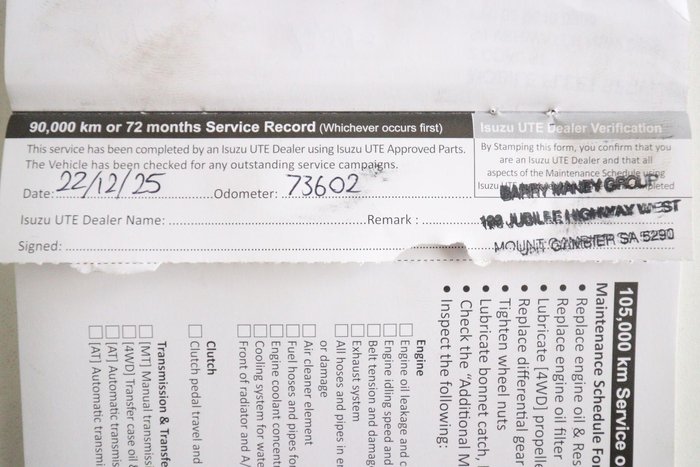 90,000 km or 72 months Service Record (Whichever occurs first)
This service has been completed by an Isuzu UTE Dealer using Isuzu UTE Approved Parts.
The Vehicle has been checked for any outstanding service campaigns.
Date: 22/12/25 Odometer: 73602
Isuzu UTE Dealer Name: Remark :
Signed:
Isuzu UTE Dealer Verification
By Stamping this form, you confirm that you
are an Isuzu UTE Dealer and that all
aspects of the Maintenance Schedule using
BARRY MANEY GROUP
JUBILEE HIGHWAY WEST
MOUNT GAMBIER SA 5290
105,000 km Service o
Maintenance Schedule Fo
• Replace engine oil & Res
• Replace engine oil filter
• Lubricate [4WD] propell
• Replace differential gear
• Tighten wheel nuts
• Lubricate bonnet catch,
• Check the "Additional M
• Inspect the following:
Engine
Engine oil leakage and c
Engine idling speed and
Belt tension and damag
Exhaust system
All hoses and pipes in en
or damage
Air cleaner element
Fuel hoses and pipes fo
Engine coolant concentr
Cooling system for wate
Front of radiator and A/
Clutch
Clutch pedal travel and
Transmission & Transfe
[MT] Manual transmiss
[4WD] Transfer case oil &
[AT] Automatic transmi
[AT] Automatic transmi